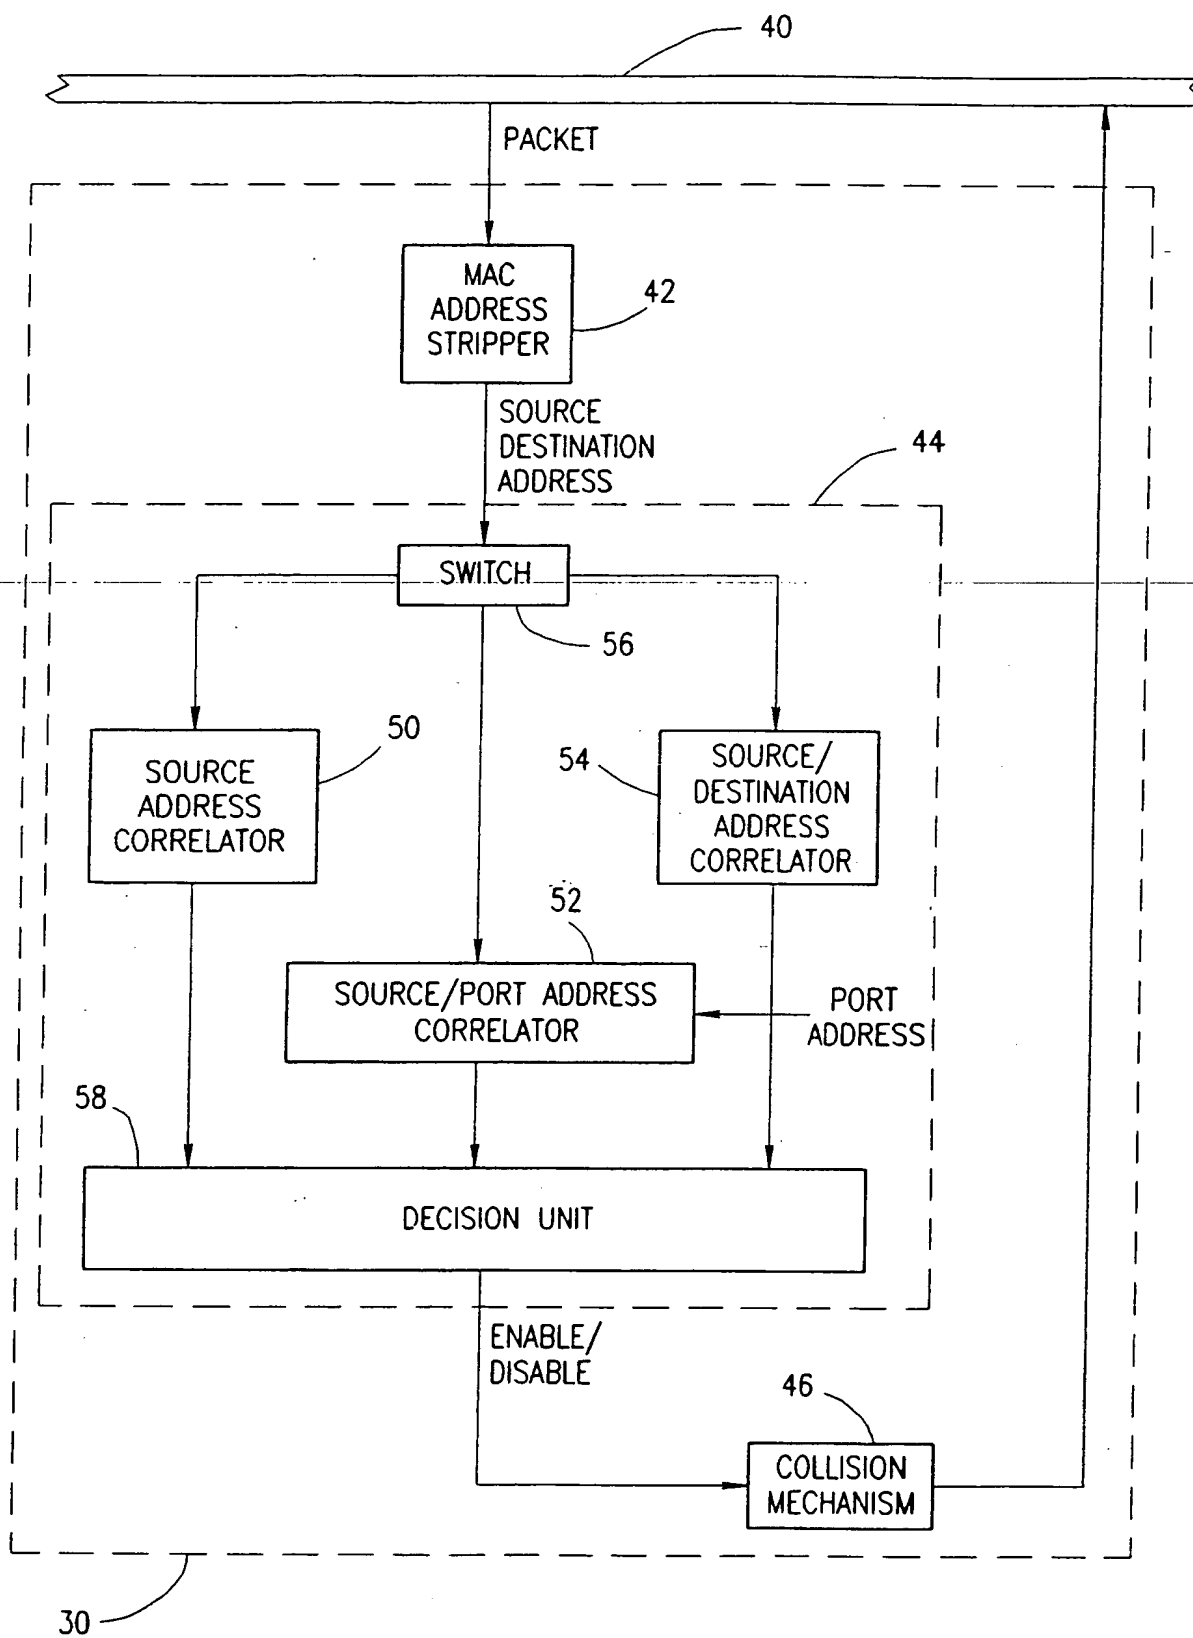 40
PACKET
MAC
ADDRESS
STRIPPER
42
SOURCE
DESTINATION
ADDRESS
44
SWITCH
56
50
SOURCE
ADDRESS
CORRELATOR
54
SOURCE/
DESTINATION
ADDRESS
CORRELATOR
52
SOURCE/PORT ADDRESS
CORRELATOR
PORT
ADDRESS
58
DECISION UNIT
ENABLE/
DISABLE
46
COLLISION
MECHANISM
30